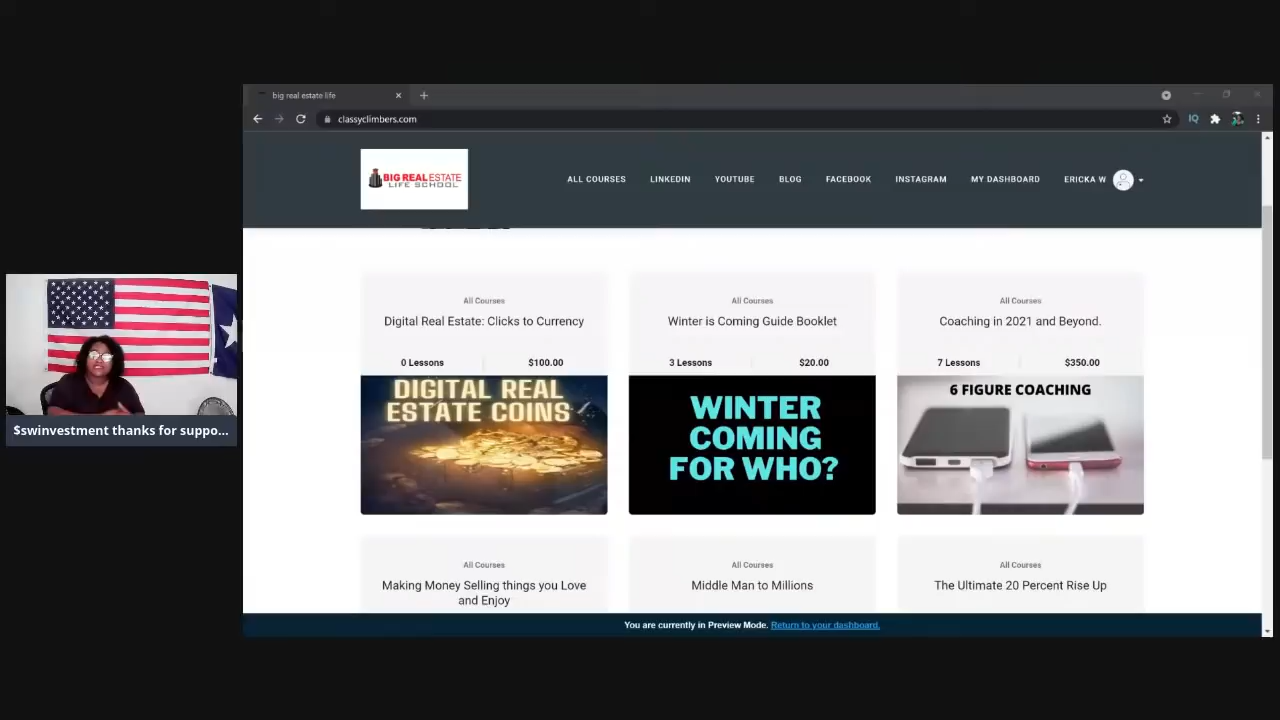 big real estate life
classyclimbers.com
IQ
BIG REAL ESTATE
LIFE SCHOOL
ALL COURSES
LINKEDIN
YOUTUBE
BLOG
FACEBOOK
INSTAGRAM
MY DASHBOARD
ERICKA W
All Courses
Digital Real Estate: Clicks to Currency
0 Lessons
$100.00
DIGITAL REAL
ESTATE COINS
All Courses
Winter is Coming Guide Booklet
3 Lessons
$20.00
WINTER
COMING
FOR WHO?
All Courses
Coaching in 2021 and Beyond.
7 Lessons
$350.00
6 FIGURE COACHING
$swinvestment thanks for suppo...
All Courses
Making Money Selling things you Love
and Enjoy
All Courses
Middle Man to Millions
All Courses
The Ultimate 20 Percent Rise Up
You are currently in Preview Mode. Return to your dashboard.